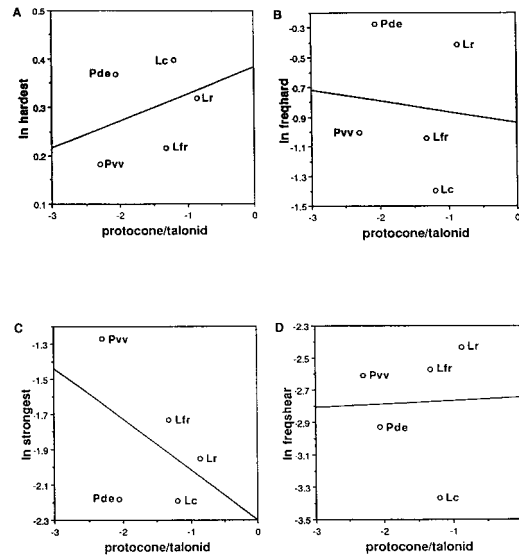 A
ln hardest
0.5
0.4
0.3
0.2
0.1
Pde
Lc
Lr
Lfr
Pvv
-3 -2 -1 0
protocone/talonid
B
ln freqhard
-0.3
-0.5
0.7
-0.9
-1.1
-1.3
-1.5
Pde
Lr
Pvv
Lfr
Lc
-3 -2 -1 0
protocone/talonid
C
ln strongest
-1.3
-1.5
-1.7
-1.9
-2.1
-2.3
Pvv
Lfr
Lr
Pde
Lc
-3 -2 -1 0
protocone/talonid
D
ln freqshear
-2.3
-2.5
-2.7
-2.9
-3.1
-3.3
-3.5
Lr
Lfr
Pvv
Pde
Lc
-3 -2 -1 0
protocone/talonid